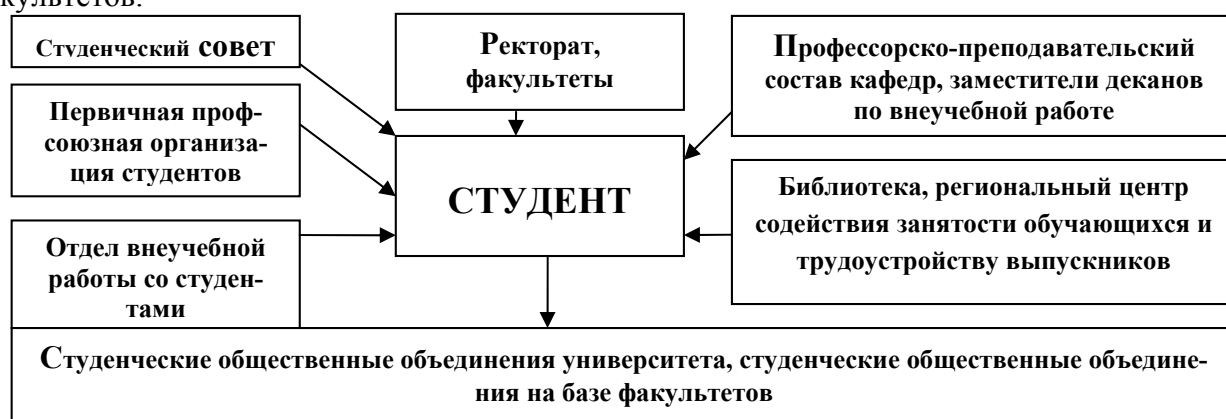 культетов.
Студенческий совет
Ректорат,
факультеты
Профессорско-преподавательский
состав кафедр, заместители деканов
по внеучебной работе
Первичная проф-
союзная организа-
ция студентов
СТУДЕНТ
Библиотека, региональный центр
содействия занятости обучающихся и
трудоустройству выпускников
Отдел внеучебной
работы со студен-
тами
Студенческие общественные объединения университета, студенческие общественные объедине-
ния на базе факультетов